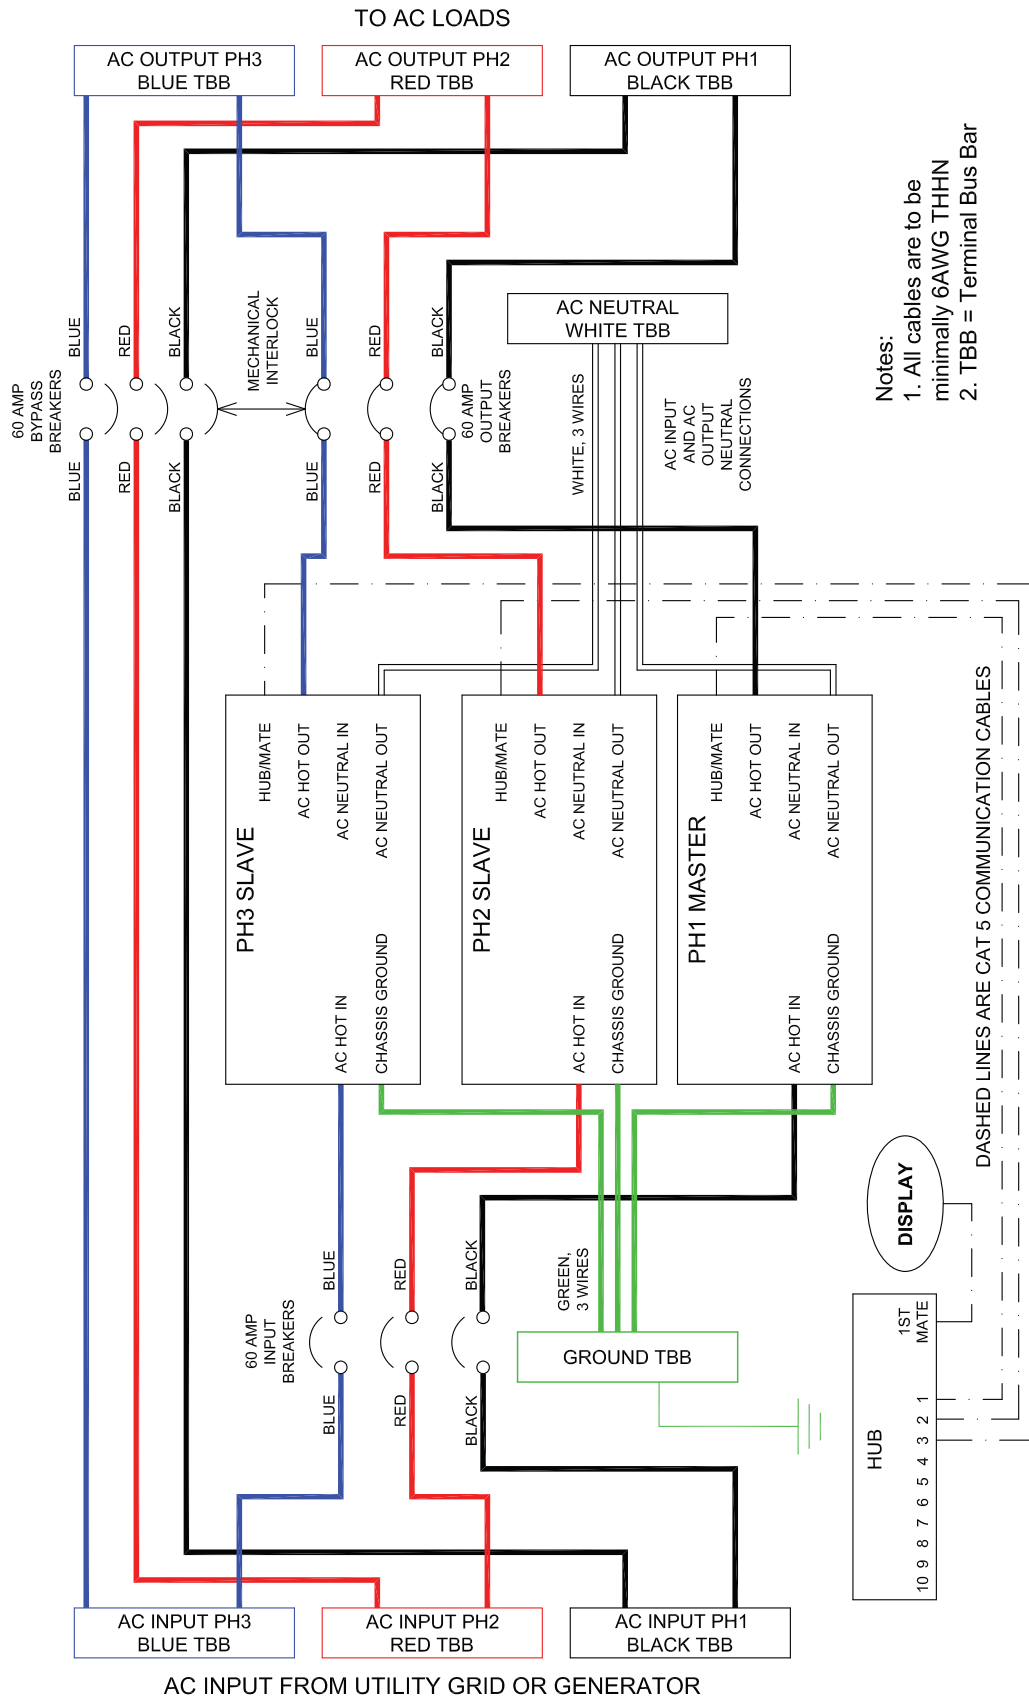 TO AC LOADS
AC OUTPUT PH3
BLUE TBB
AC OUTPUT PH2
RED TBB
AC OUTPUT PH1
BLACK TBB
Notes:
1. All cables are to be
minimally 6AWG THHN
2. TBB = Terminal Bus Bar
AC NEUTRAL
WHITE TBB
BLUE
RED
BLACK
MECHANICAL
INTERLOCK
BLUE
RED
BLACK
60 AMP
BYPASS
BREAKERS
60 AMP
OUTPUT
BREAKERS
BLUE
RED
BLACK
BLUE
RED
BLACK
WHITE, 3 WIRES
AC INPUT
AND AC
OUTPUT
NEUTRAL
CONNECTIONS
PH3 SLAVE
HUB/MATE
AC HOT OUT
AC NEUTRAL IN
AC NEUTRAL OUT
AC HOT IN
CHASSIS GROUND
PH2 SLAVE
HUB/MATE
AC HOT OUT
AC NEUTRAL IN
AC NEUTRAL OUT
AC HOT IN
CHASSIS GROUND
PH1 MASTER
HUB/MATE
AC HOT OUT
AC NEUTRAL IN
AC NEUTRAL OUT
AC HOT IN
CHASSIS GROUND
DASHED LINES ARE CAT 5 COMMUNICATION CABLES
DISPLAY
BLUE
RED
BLACK
GREEN,
3 WIRES
60 AMP
INPUT
BREAKERS
BLUE
RED
BLACK
GROUND TBB
HUB
1ST
MATE
10 9 8 7 6 5 4 3 2 1
AC INPUT PH3
BLUE TBB
AC INPUT PH2
RED TBB
AC INPUT PH1
BLACK TBB
AC INPUT FROM UTILITY GRID OR GENERATOR